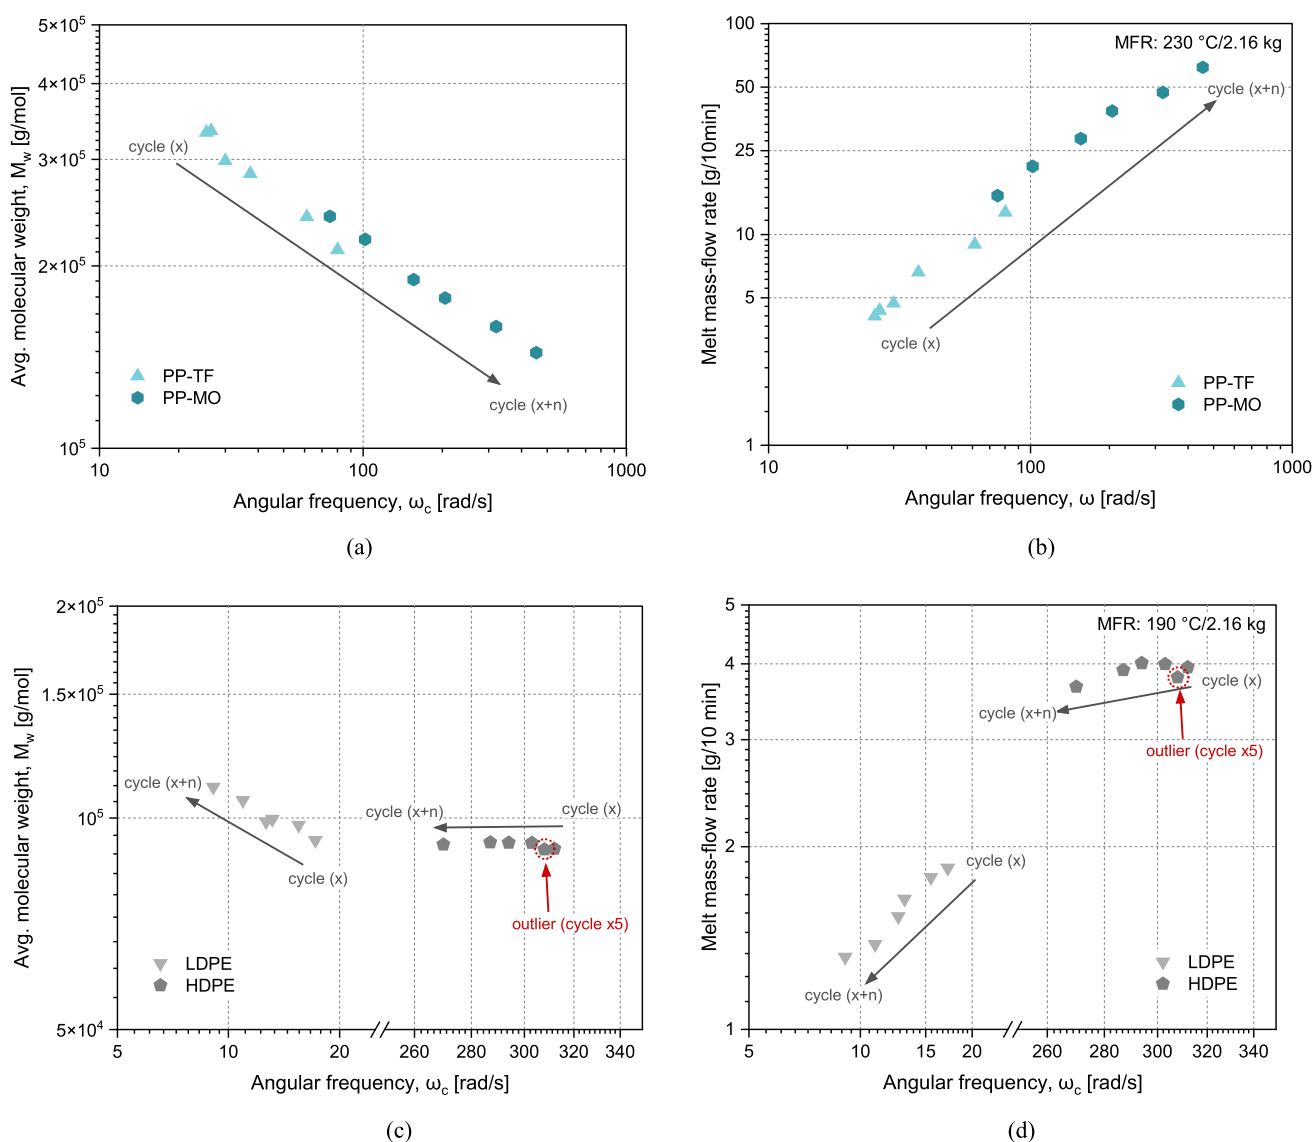 5×10⁵
4×10⁵
3×10⁵
2×10⁵
10⁵
Avg. molecular weight, M_w [g/mol]
cycle (x)
cycle (x+n)
PP-TF
PP-MO
10
100
1000
Angular frequency, ω_c [rad/s]
(a)
100
50
25
10
5
1
Melt mass-flow rate [g/10min]
MFR: 230 °C/2.16 kg
cycle (x+n)
cycle (x)
PP-TF
PP-MO
10
100
1000
Angular frequency, ω [rad/s]
(b)
2×10⁵
1.5×10⁵
10⁵
5×10⁴
Avg. molecular weight, M_w [g/mol]
cycle (x+n)
cycle (x)
cycle (x+n)
cycle (x)
outlier (cycle x5)
LDPE
HDPE
5
10
20
260
280
300
320
340
Angular frequency, ω_c [rad/s]
(c)
5
4
3
2
1
Melt mass-flow rate [g/10 min]
MFR: 190 °C/2.16 kg
cycle (x)
cycle (x+n)
outlier (cycle x5)
cycle (x)
cycle (x+n)
LDPE
HDPE
5
10
15
20
260
280
300
320
340
Angular frequency, ω_c [rad/s]
(d)